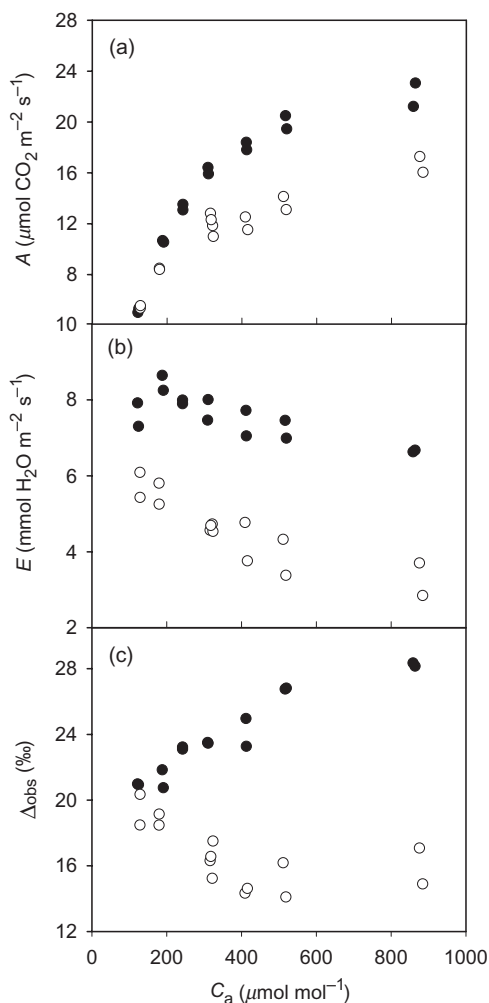 28
(a)
24
20
16
12
8
A (μmol CO₂ m⁻² s⁻¹)
10
(b)
8
6
4
2
E (mmol H₂O m⁻² s⁻¹)
(c)
28
24
20
16
12
Δobs (‰)
0 200 400 600 800 1000
Cₐ (μmol mol⁻¹)